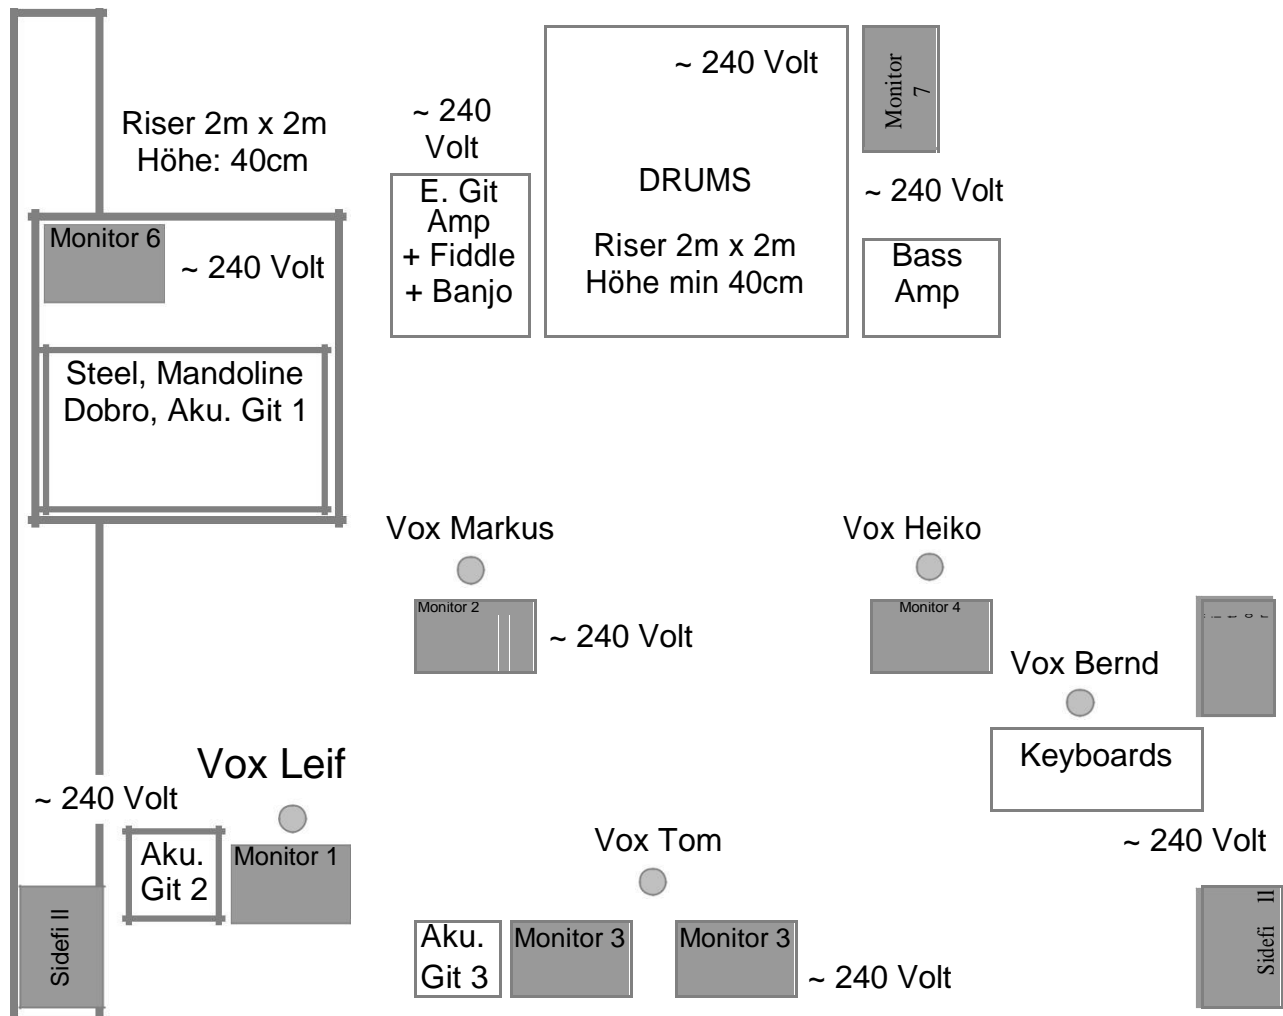 ~ 240 Volt
Monitor
7
~ 240
Volt
Riser 2m x 2m
Höhe: 40cm
DRUMS
Riser 2m x 2m
Höhe min 40cm
~ 240 Volt
E. Git
Amp
+ Fiddle
+ Banjo
Bass
Amp
Monitor 6
~ 240 Volt
Steel, Mandoline
Dobro, Aku. Git 1
Vox Markus
Vox Heiko
Monitor 2
~ 240 Volt
Monitor 4
Vox Bernd
Keyboards
Vox Leif
~ 240 Volt
Aku.
Git 2
Monitor 1
Vox Tom
~ 240 Volt
Sidefi ll
Aku.
Git 3
Monitor 3
Monitor 3
~ 240 Volt
Sidefi ll